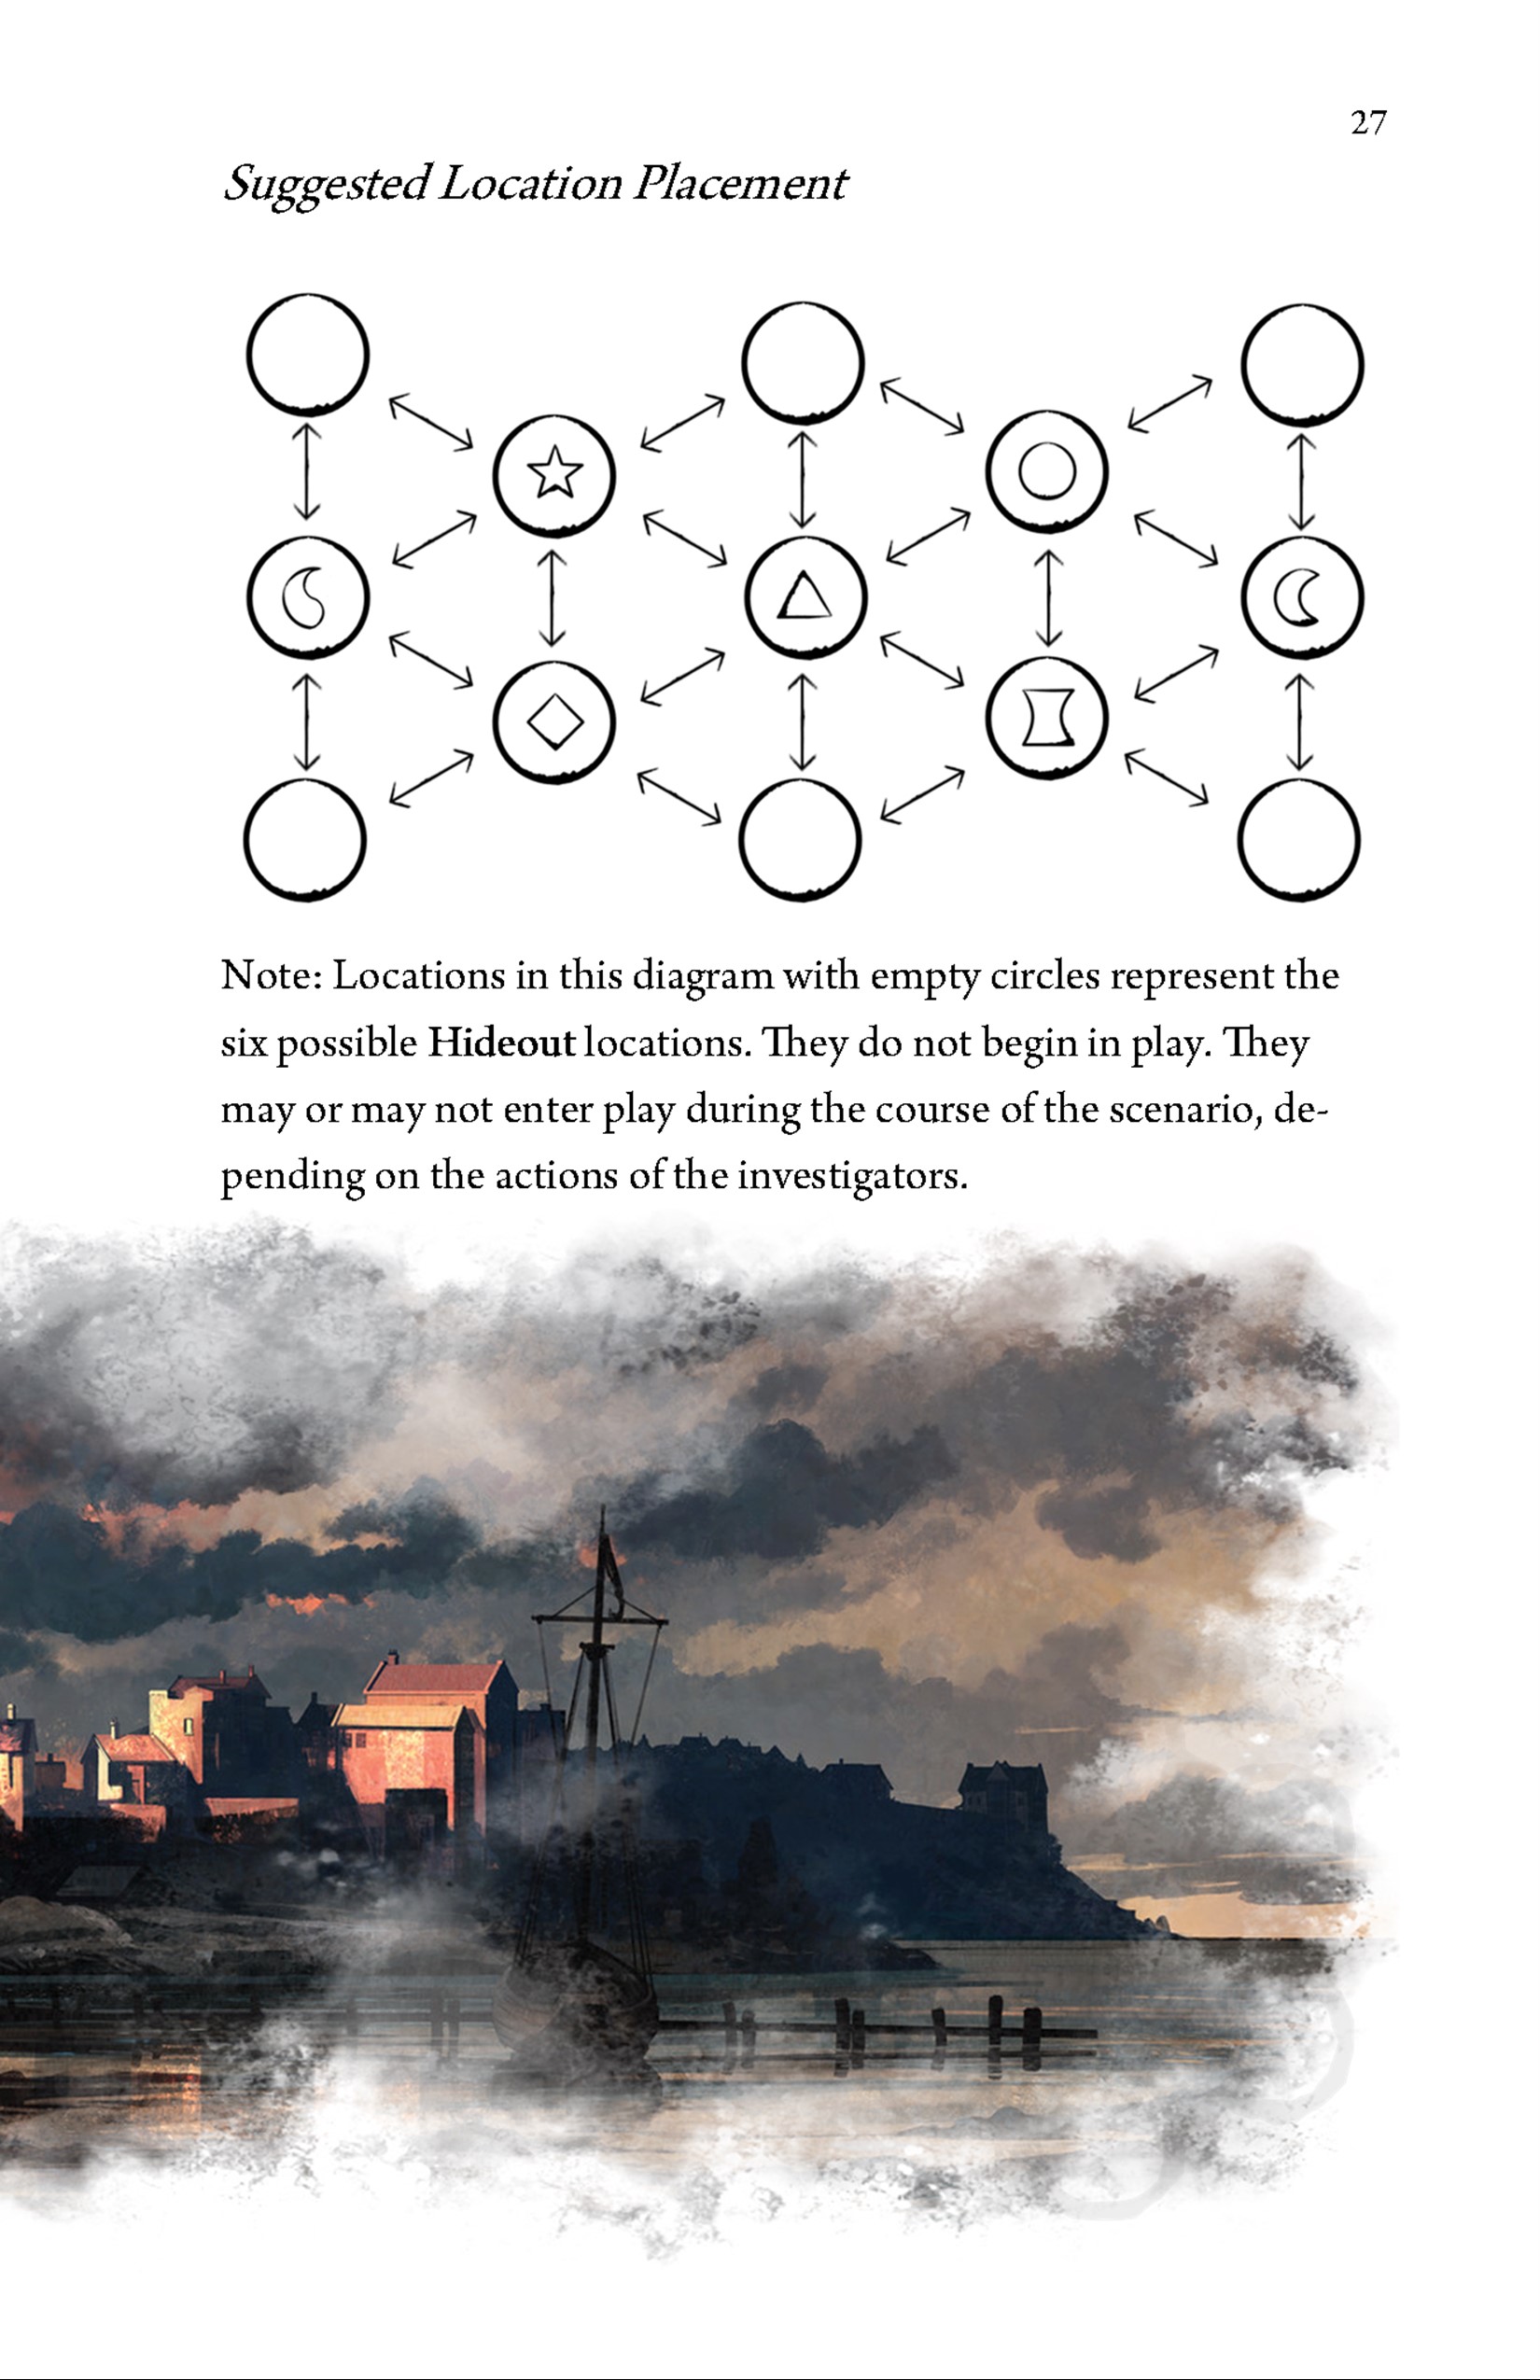 27
Suggested Location Placement
Note: Locations in this diagram with empty circles represent the
six possible Hideout locations. They do not begin in play. They
may or may not enter play during the course of the scenario, de-
pending on the actions of the investigators.